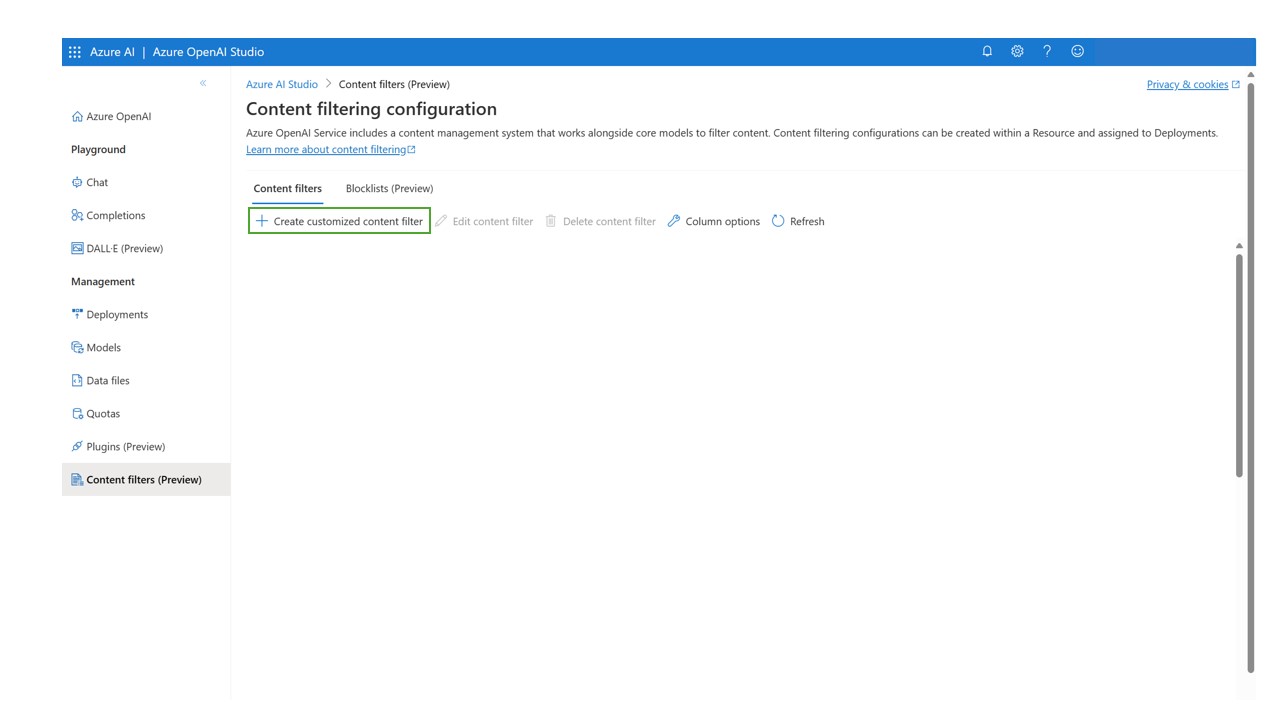 Azure AI | Azure OpenAI Studio
Azure AI Studio > Content filters (Preview)
Privacy & cookies
Content filtering configuration
Azure OpenAI Service includes a content management system that works alongside core models to filter content. Content filtering configurations can be created within a Resource and assigned to Deployments.
Learn more about content filtering
Azure OpenAI
Playground
Chat
Completions
DALL·E (Preview)
Management
Deployments
Models
Data files
Quotas
Plugins (Preview)
Content filters (Preview)
Content filters Blocklists (Preview)
Create customized content filter Edit content filter Delete content filter Column options Refresh